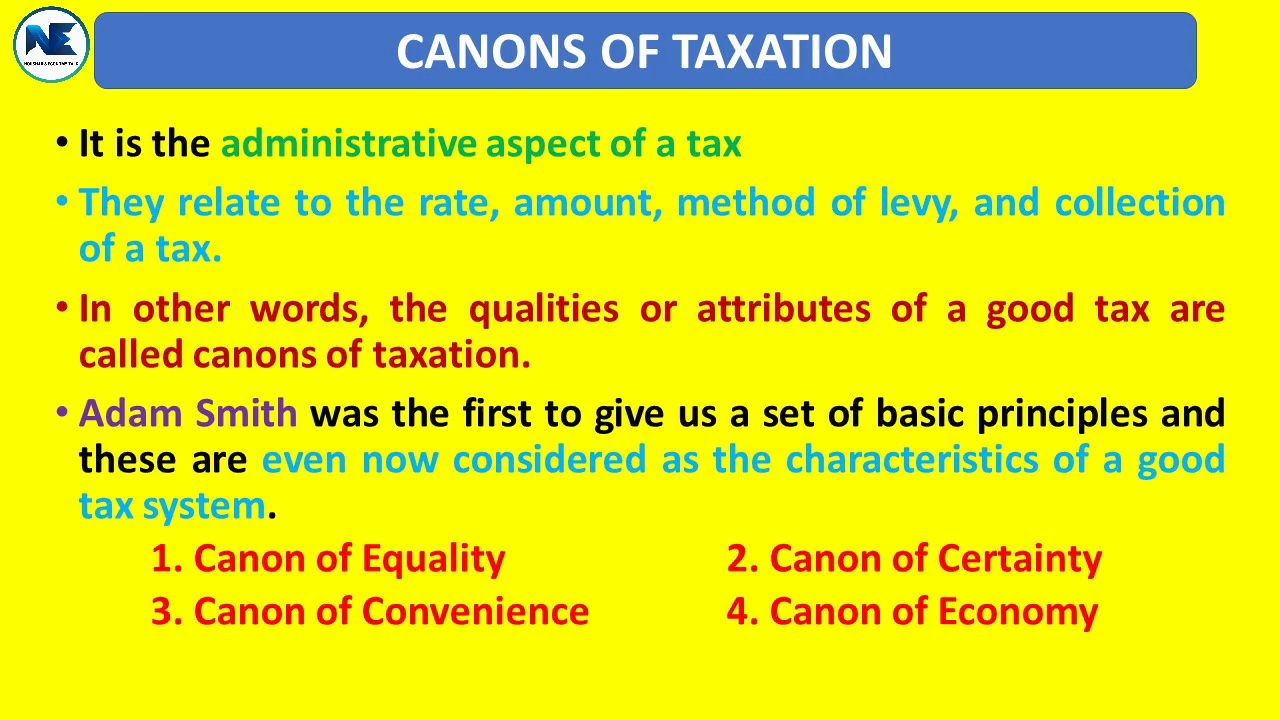 NE
CANONS OF TAXATION
• It is the administrative aspect of a tax
• They relate to the rate, amount, method of levy, and collection
of a tax.
• In other words, the qualities or attributes of a good tax are
called canons of taxation.
• Adam Smith was the first to give us a set of basic principles and
these are even now considered as the characteristics of a good
tax system.
1. Canon of Equality 2. Canon of Certainty
3. Canon of Convenience 4. Canon of Economy